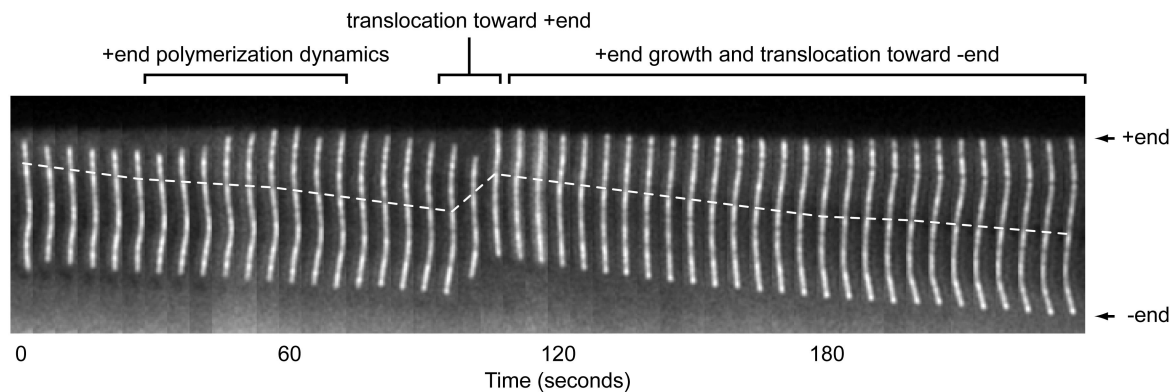 translocation toward +end
+end polymerization dynamics
+end growth and translocation toward -end
+end
-end
0
60
120
180
Time (seconds)